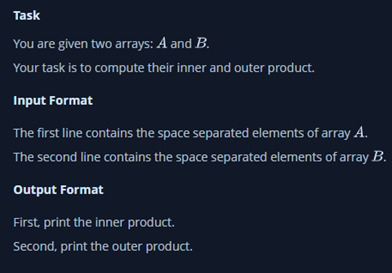 Task
You are given two arrays: A and B.
Your task is to compute their inner and outer product.
Input Format
The first line contains the space separated elements of array A.
The second line contains the space separated elements of array B.
Output Format
First, print the inner product.
Second, print the outer product.